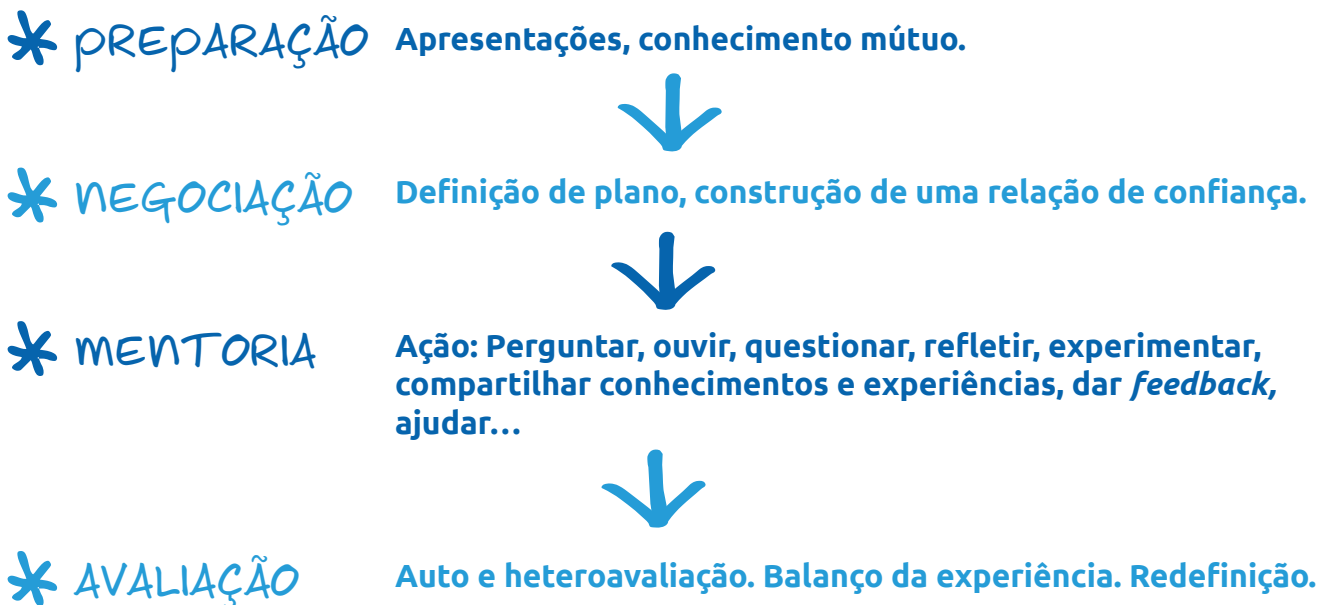 PREPARAÇÃO Apresentações, conhecimento mútuo.
NEGOCIAÇÃO Definição de plano, construção de uma relação de confiança.
MENTORIA Ação: Perguntar, ouvir, questionar, refletir, experimentar,
compartilhar conhecimentos e experiências, dar feedback,
ajudar…
AVALIAÇÃO Auto e heteroavaliação. Balanço da experiência. Redefinição.